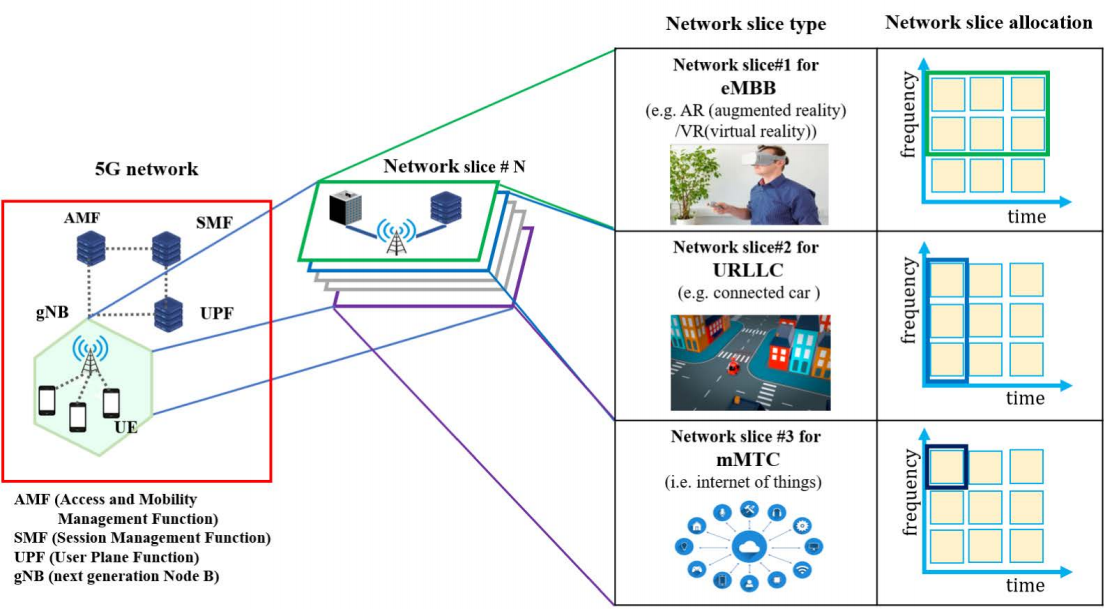 Network slice type
Network slice allocation
5G network
AMF
SMF
gNB
UPF
UE
AMF (Access and Mobility
Management Function)
SMF (Session Management Function)
UPF (User Plane Function)
gNB (next generation Node B)
Network slice # N
Network slice#1 for
eMBB
(e.g. AR (augmented reality)
/VR(virtual reality))
frequency
time
Network slice#2 for
URLLC
(e.g. connected car )
frequency
time
Network slice #3 for
mMTC
(i.e. internet of things)
frequency
time